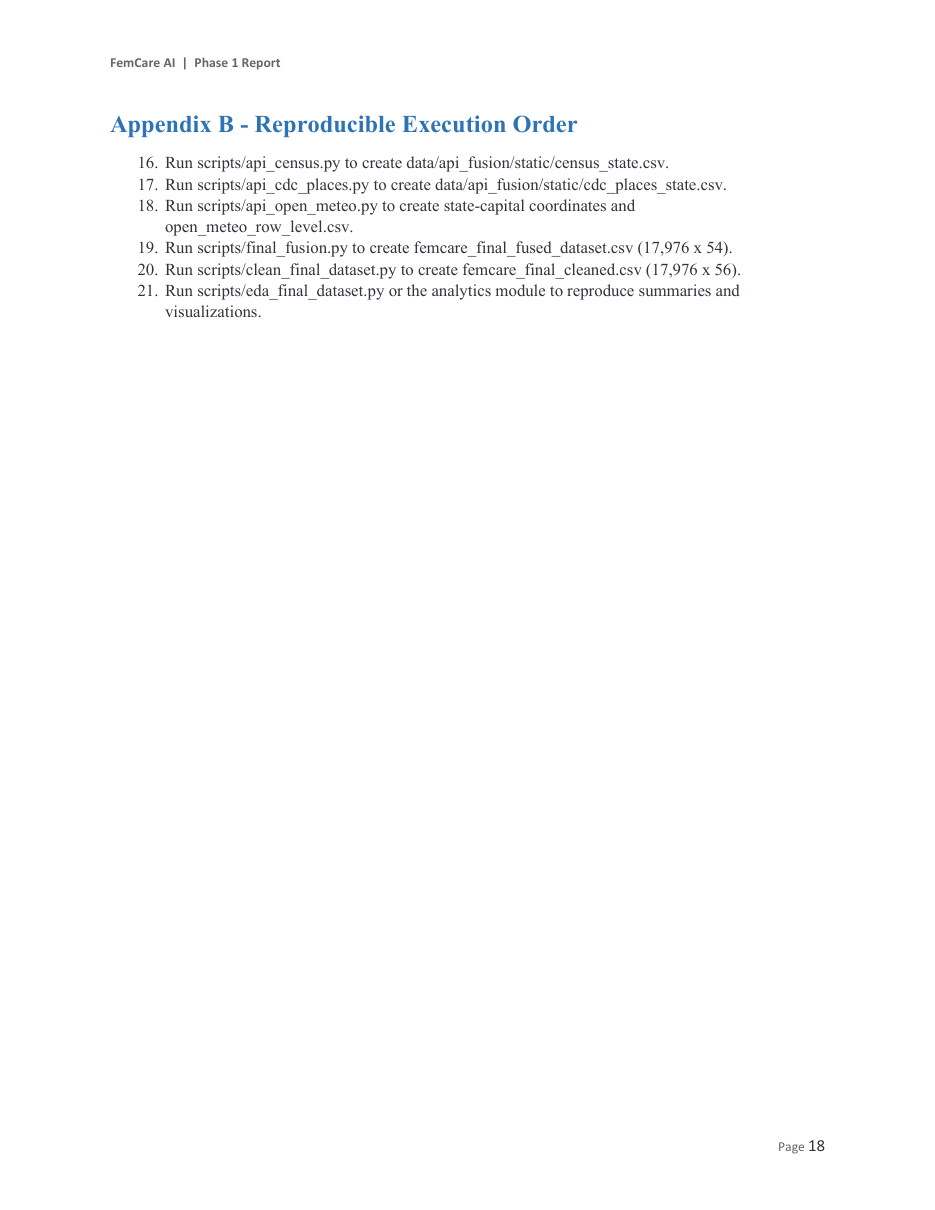 FemCare AI | Phase 1 Report
Appendix B - Reproducible Execution Order
16. Run scripts/api_census.py to create data/api_fusion/static/census_state.csv.
17. Run scripts/api_cdc_places.py to create data/api_fusion/static/cdc_places_state.csv.
18. Run scripts/api_open_meteo.py to create state-capital coordinates and
open_meteo_row_level.csv.
19. Run scripts/final_fusion.py to create femcare_final_fused_dataset.csv (17,976 x 54).
20. Run scripts/clean_final_dataset.py to create femcare_final_cleaned.csv (17,976 x 56).
21. Run scripts/eda_final_dataset.py or the analytics module to reproduce summaries and
visualizations.
Page 18